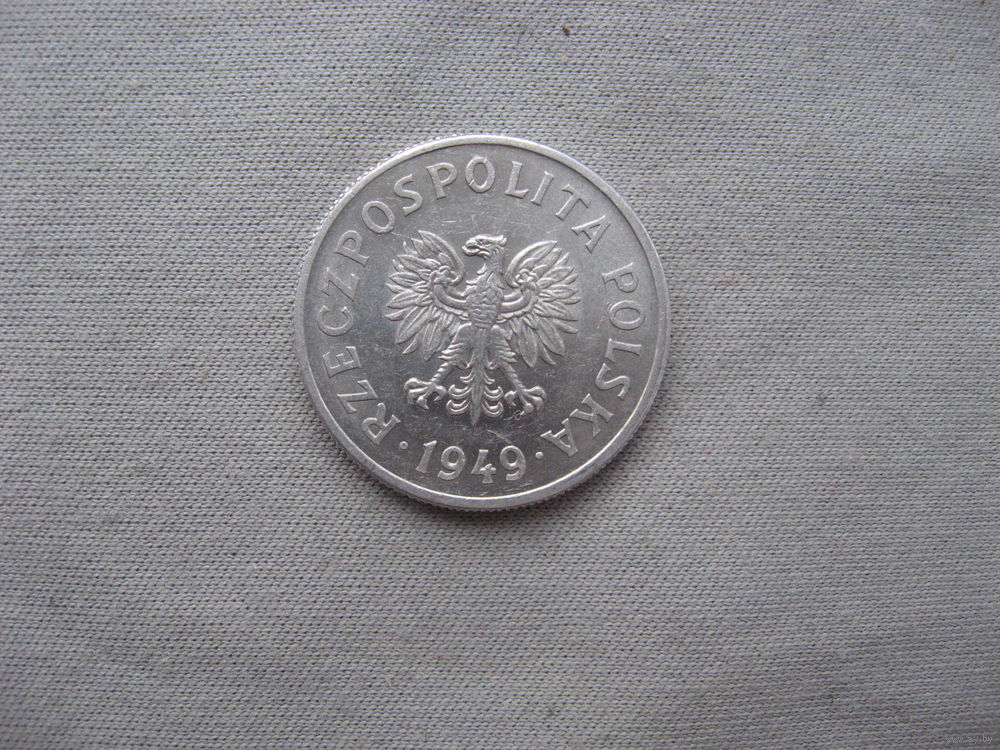 RZECZPOSPOLITA POLSKA
· 1949 ·